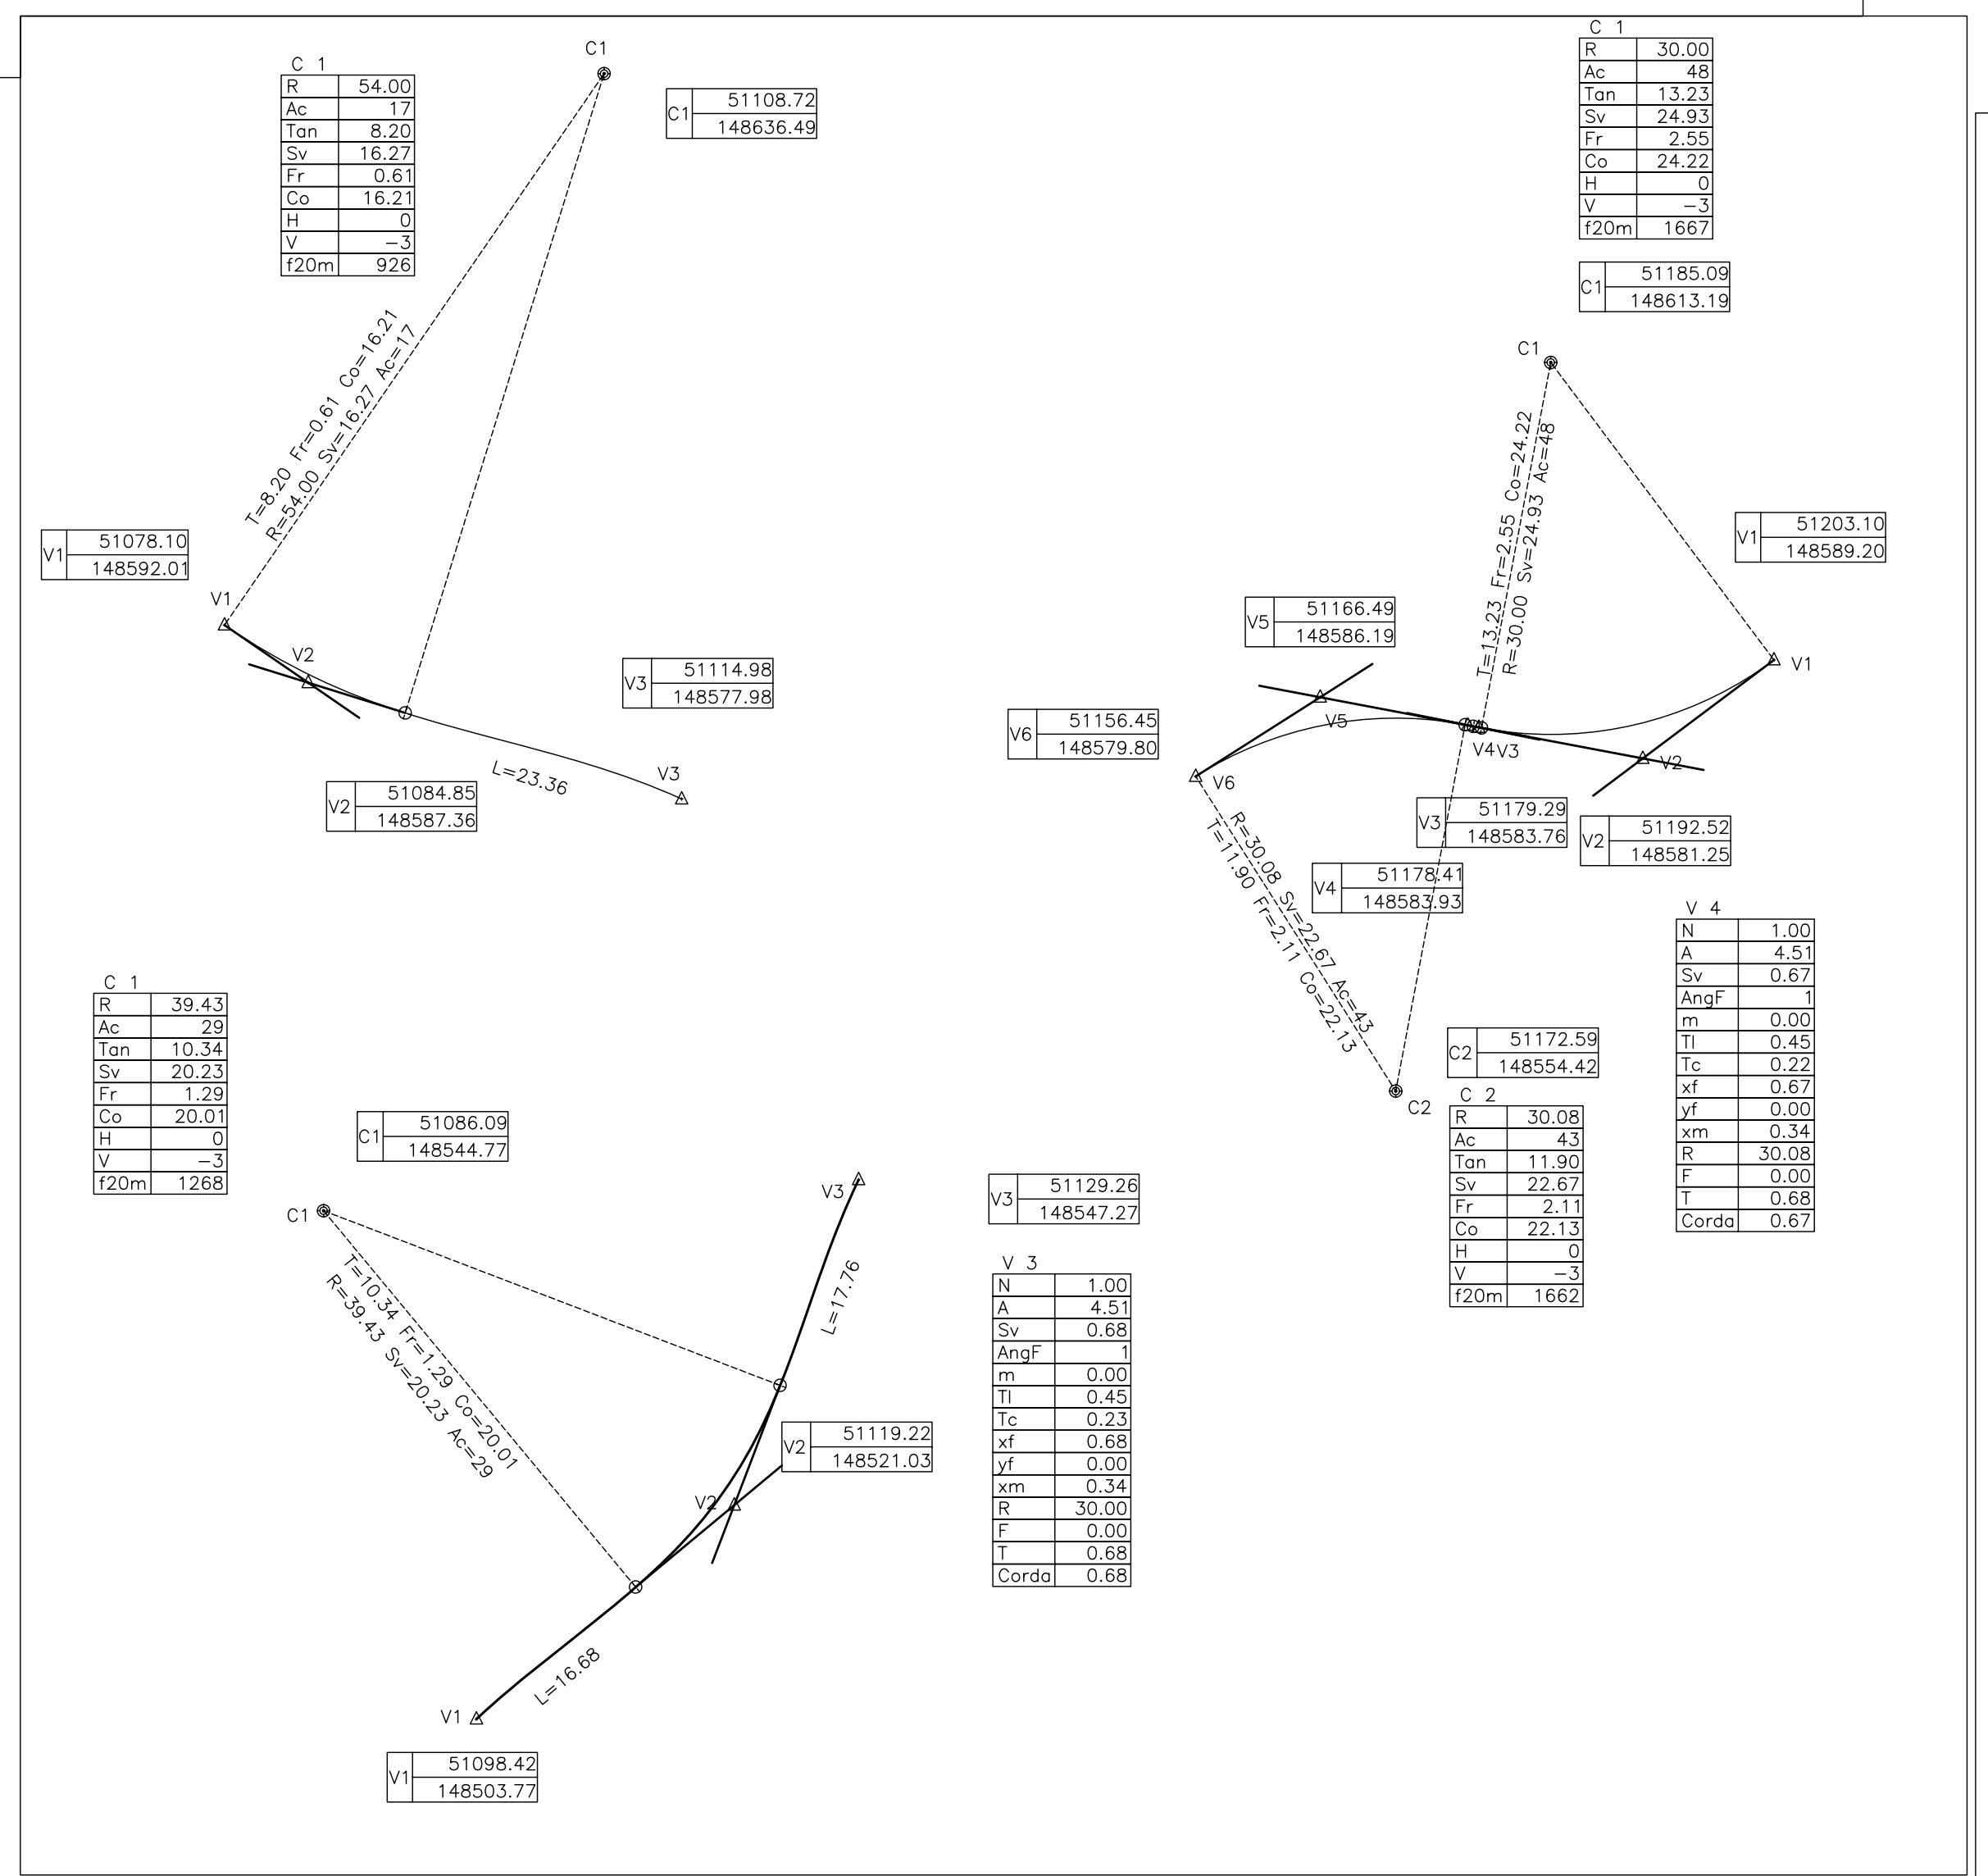 C 1
R 54.00
Ac 17
Tan 8.20
Sv 16.27
Fr 0.61
Co 16.21
H 0
V −3
f20m 926
C1
C1 51108.72
148636.49
T=8.20 Fr=0.61 Co=16.21
R=54.00 Sv=16.27 Ac=17
V1 51078.10
148592.01
V1
V2
V3 51114.98
148577.98
V3
L=23.36
V2 51084.85
148587.36
C 1
R 30.00
Ac 48
Tan 13.23
Sv 24.93
Fr 2.55
Co 24.22
H 0
V −3
f20m 1667
C1 51185.09
148613.19
C1
T=13.23 Fr=2.55 Co=24.22
R=30.00 Sv=24.93 Ac=48
V1 51203.10
148589.20
V1
V5 51166.49
148586.19
V5
V6 51156.45
148579.80
V6
V4
V3
V2
V3 51179.29
148583.76
V2 51192.52
148581.25
V4 51178.41
148583.93
R=30.08 Sv=22.67 Ac=43
T=11.90 Fr=2.11 Co=22.13
V 4
N 1.00
A 4.51
Sv 0.67
AngF 1
m 0.00
Tl 0.45
Tc 0.22
xf 0.67
yf 0.00
xm 0.34
R 30.08
F 0.00
T 0.68
Corda 0.67
C2 51172.59
148554.42
C2
C 2
R 30.08
Ac 43
Tan 11.90
Sv 22.67
Fr 2.11
Co 22.13
H 0
V −3
f20m 1662
C 1
R 39.43
Ac 29
Tan 10.34
Sv 20.23
Fr 1.29
Co 20.01
H 0
V −3
f20m 1268
C1 51086.09
148544.77
C1
T=10.34 Fr=1.29 Co=20.01
R=39.43 Sv=20.23 Ac=29
V3
V3 51129.26
148547.27
L=17.76
V2 51119.22
148521.03
V2
V 3
N 1.00
A 4.51
Sv 0.68
AngF 1
m 0.00
Tl 0.45
Tc 0.23
xf 0.68
yf 0.00
xm 0.34
R 30.00
F 0.00
T 0.68
Corda 0.68
L=16.68
V1
V1 51098.42
148503.77